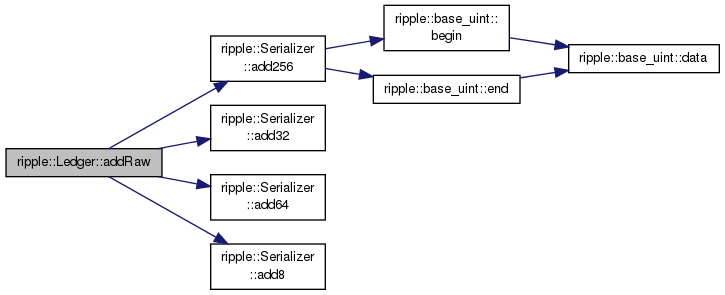 ripple::Ledger::addRaw
ripple::Serializer
::add256
ripple::Serializer
::add32
ripple::Serializer
::add64
ripple::Serializer
::add8
ripple::base_uint::
begin
ripple::base_uint::end
ripple::base_uint::data